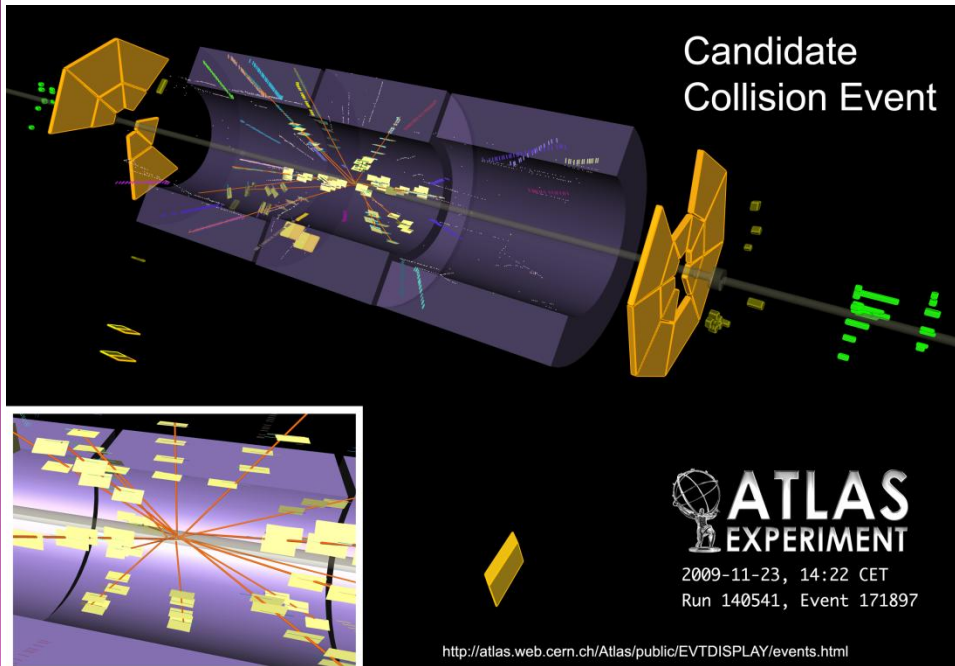 Candidate
Collision Event
ATLAS
EXPERIMENT
2009-11-23, 14:22 CET
Run 140541, Event 171897
http://atlas.web.cern.ch/Atlas/public/EVTDISPLAY/events.html